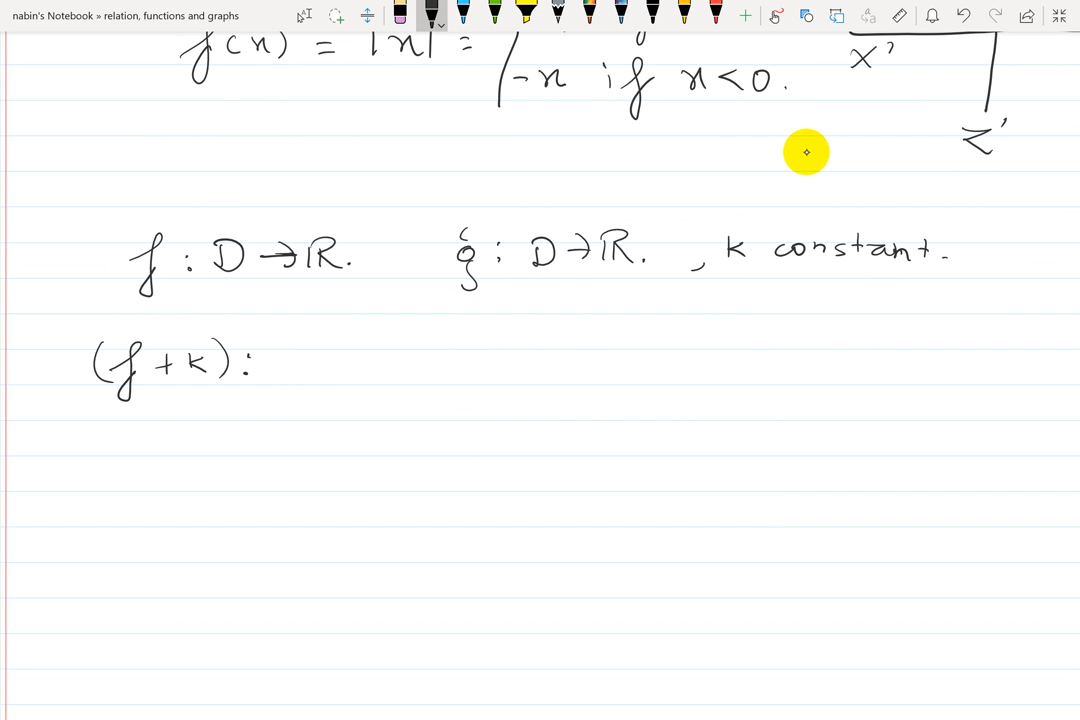 nabin's Notebook » relation, functions and graphs
f(x) = |x| =
-x if x<0.
X'
f : D → ℝ. g : D → ℝ. , k constant.
(f + k) :